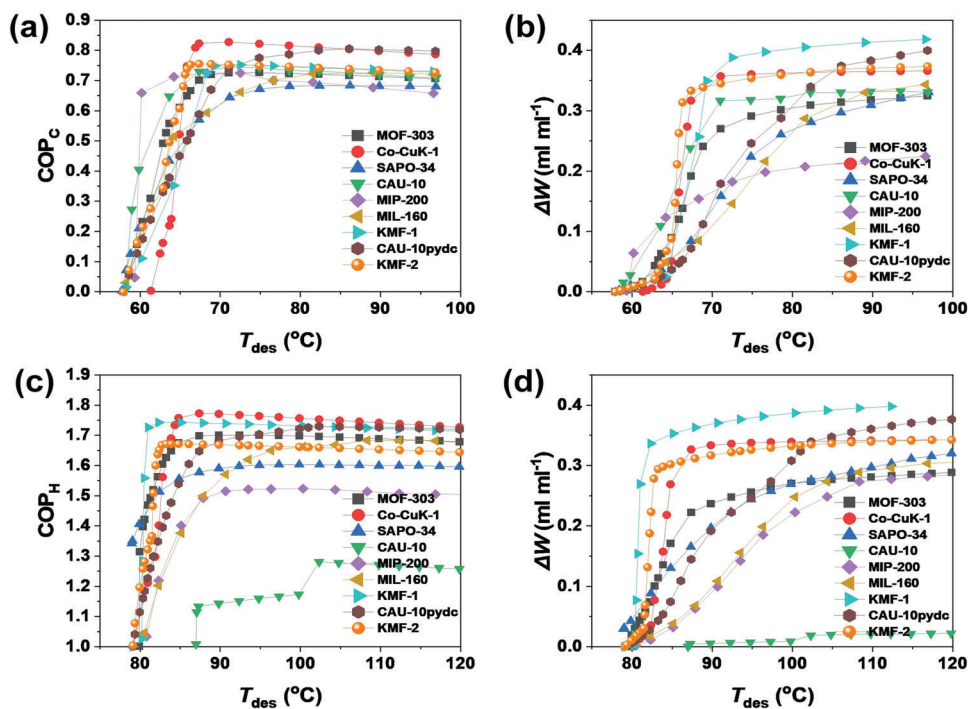 (a)
0.9
0.8
0.7
0.6
0.5
0.4
0.3
0.2
0.1
0.0
COP_C
60 70 80 90 100
T_des (°C)
MOF-303
Co-CuK-1
SAPO-34
CAU-10
MIP-200
MIL-160
KMF-1
CAU-10pydc
KMF-2
(b)
0.4
0.3
0.2
0.1
0.0
ΔW (ml ml⁻¹)
60 70 80 90 100
T_des (°C)
MOF-303
Co-CuK-1
SAPO-34
CAU-10
MIP-200
MIL-160
KMF-1
CAU-10pydc
KMF-2
(c)
1.9
1.8
1.7
1.6
1.5
1.4
1.3
1.2
1.1
1.0
COP_H
80 90 100 110 120
T_des (°C)
MOF-303
Co-CuK-1
SAPO-34
CAU-10
MIP-200
MIL-160
KMF-1
CAU-10pydc
KMF-2
(d)
0.4
0.3
0.2
0.1
0.0
ΔW (ml ml⁻¹)
80 90 100 110 120
T_des (°C)
MOF-303
Co-CuK-1
SAPO-34
CAU-10
MIP-200
MIL-160
KMF-1
CAU-10pydc
KMF-2